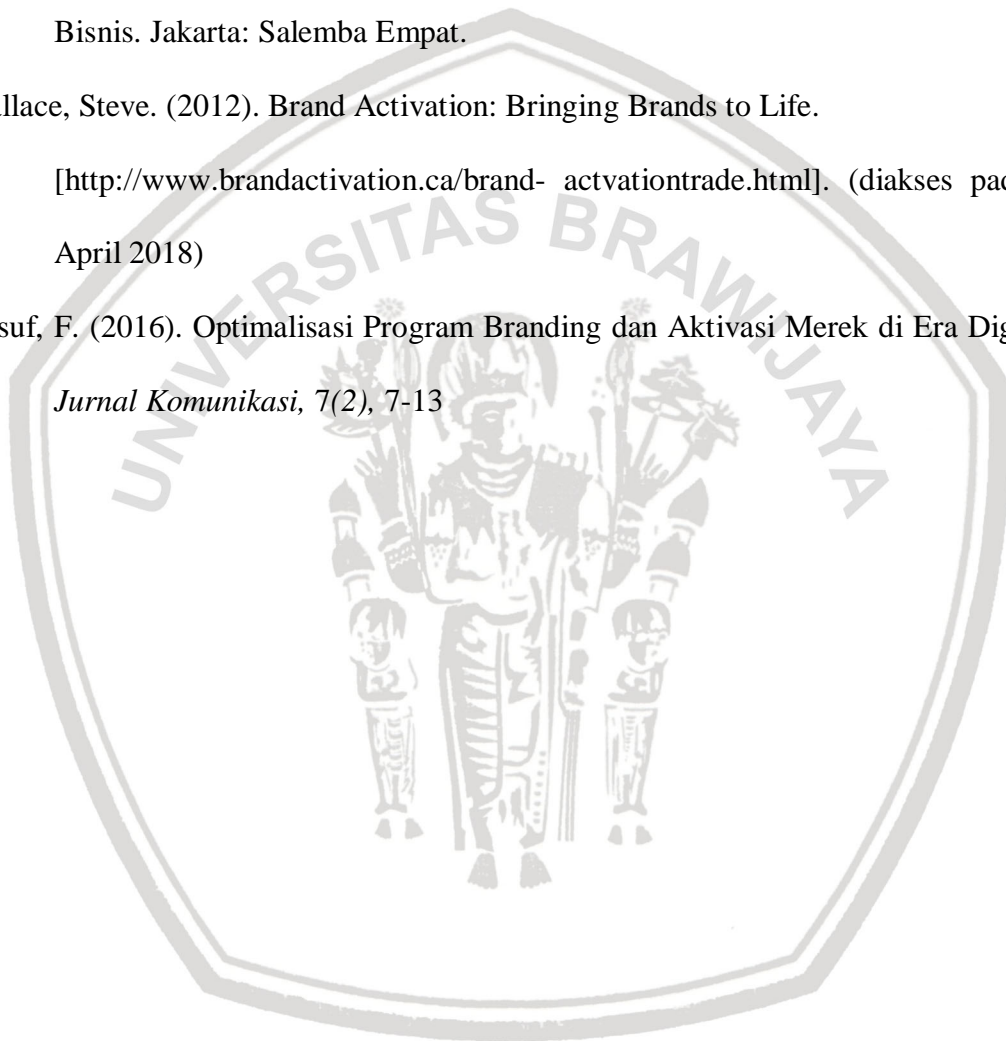 Bisnis. Jakarta: Salemba Empat.
allace, Steve. (2012). Brand Activation: Bringing Brands to Life.
[http://www.brandactivation.ca/brand- actvationtrade.html]. (diakses pad
April 2018)
suf, F. (2016). Optimalisasi Program Branding dan Aktivasi Merek di Era Dig
Jurnal Komunikasi, 7(2), 7-13
UNIVERSITAS BRAWIJAYA